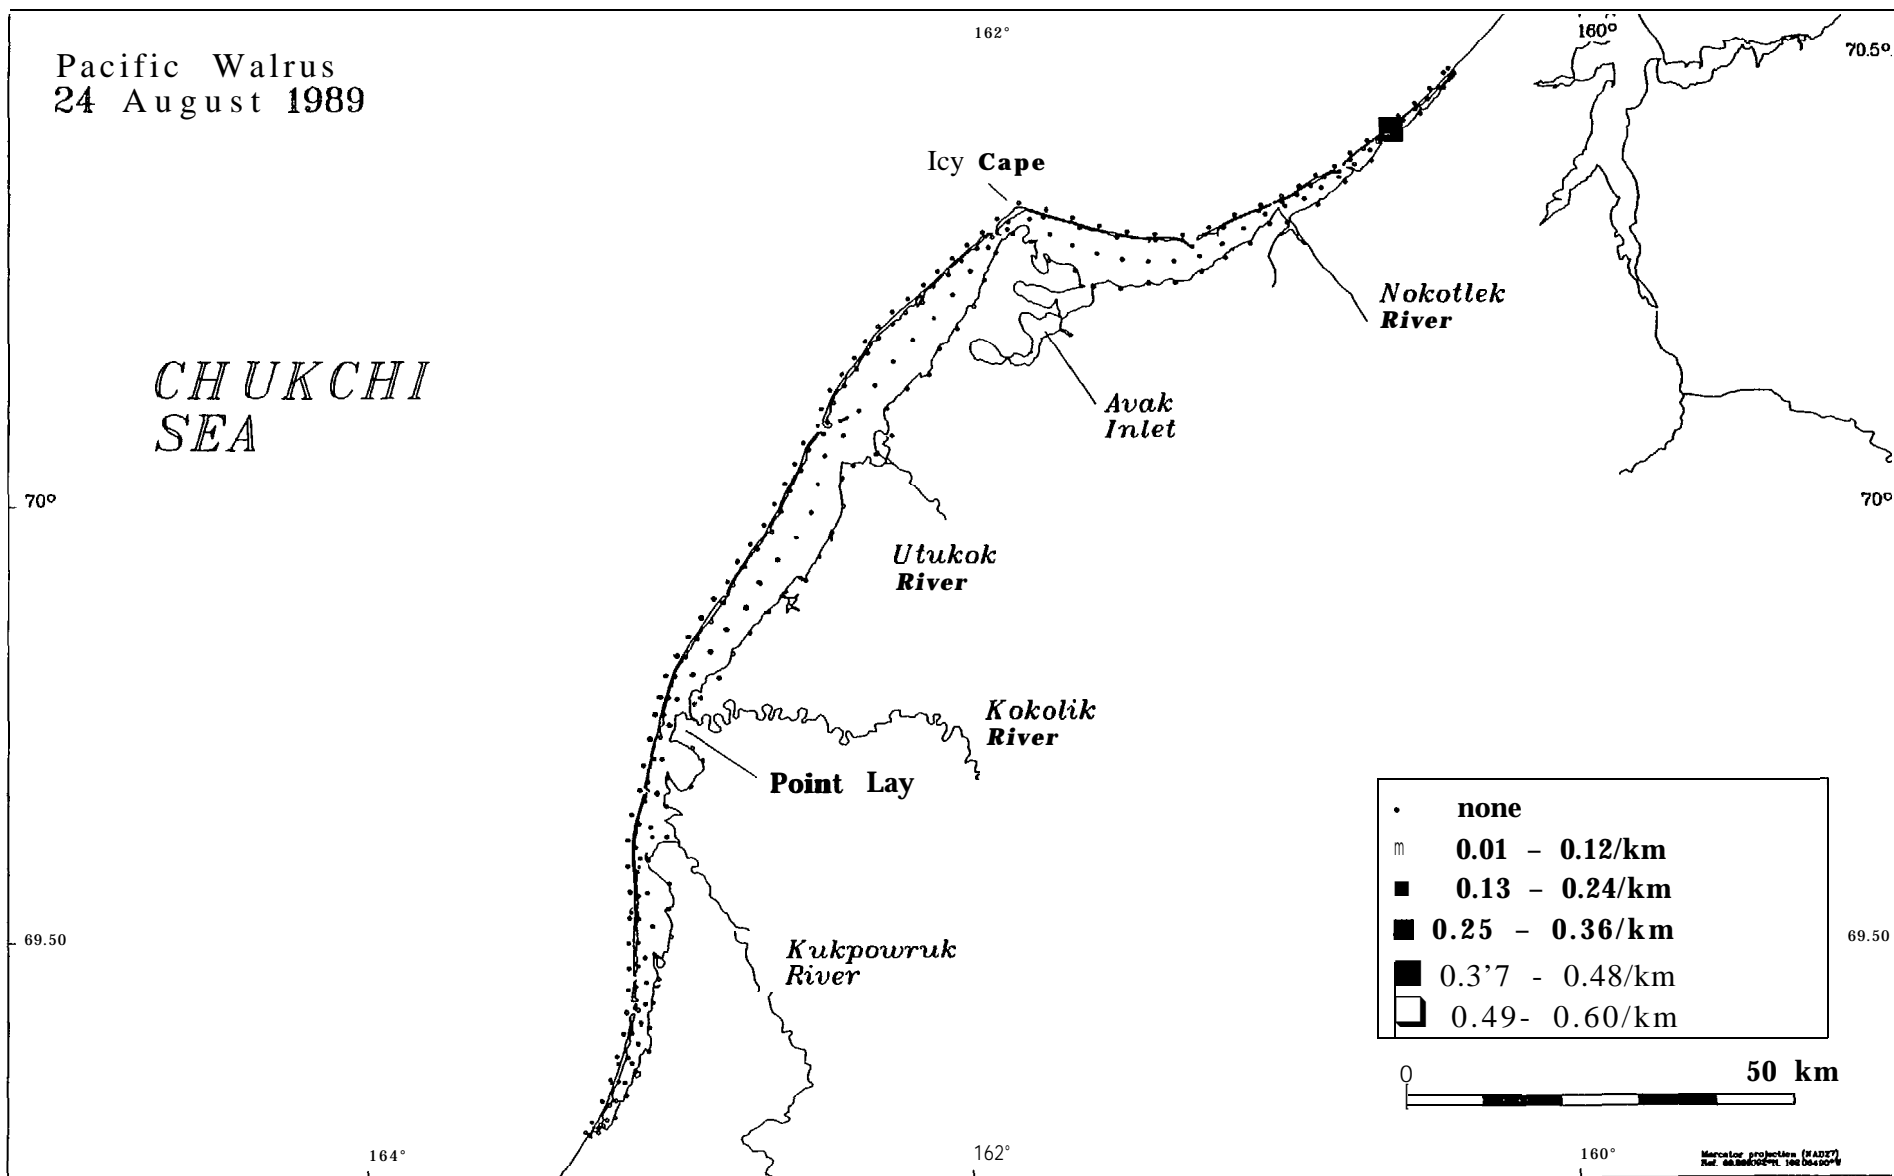 Pacific Walrus
24 August 1989
162°
160°
70.5°
Icy Cape
Nokotlek
River
CHUKCHI
SEA
Avak
Inlet
70°
70°
Utukok
River
Kokolik
River
Point Lay
none
m 0.01 - 0.12/km
0.13 - 0.24/km
0.25 - 0.36/km
0.3'7 - 0.48/km
0.49- 0.60/km
69.50
69.50
Kukpowruk
River
0 50 km
164°
162°
160°
Mercator projection (NAD27)